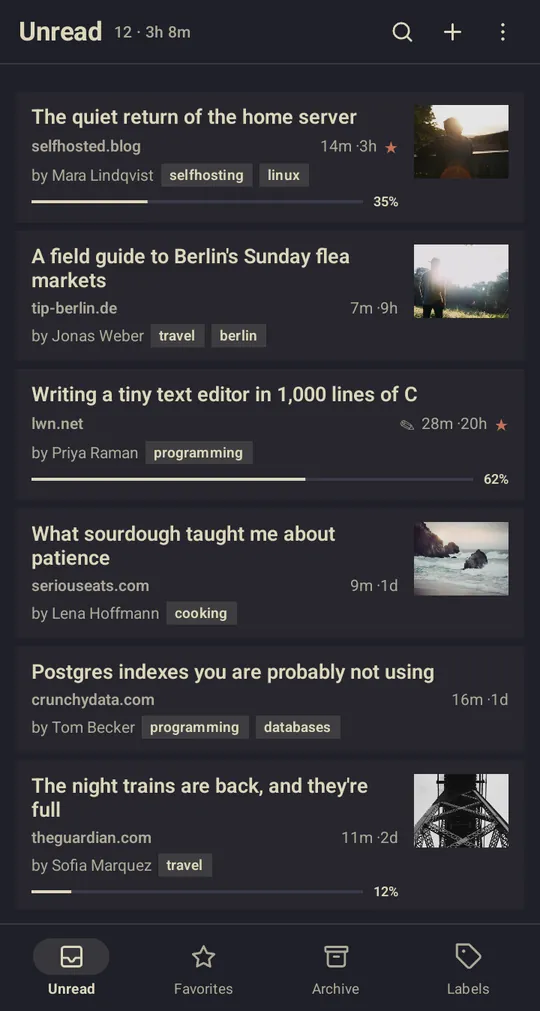 Unread 12 · 3h 8m
The quiet return of the home server
selfhosted.blog 14m ·3h ★
by Mara Lindqvist selfhosting linux
35%
A field guide to Berlin's Sunday flea
markets
tip-berlin.de 7m ·9h
by Jonas Weber travel berlin
Writing a tiny text editor in 1,000 lines of C
lwn.net ✎ 28m ·20h ★
by Priya Raman programming
62%
What sourdough taught me about
patience
seriouseats.com 9m ·1d
by Lena Hoffmann cooking
Postgres indexes you are probably not using
crunchydata.com 16m ·1d
by Tom Becker programming databases
The night trains are back, and they're
full
theguardian.com 11m ·2d
by Sofia Marquez travel
12%
Unread Favorites Archive Labels